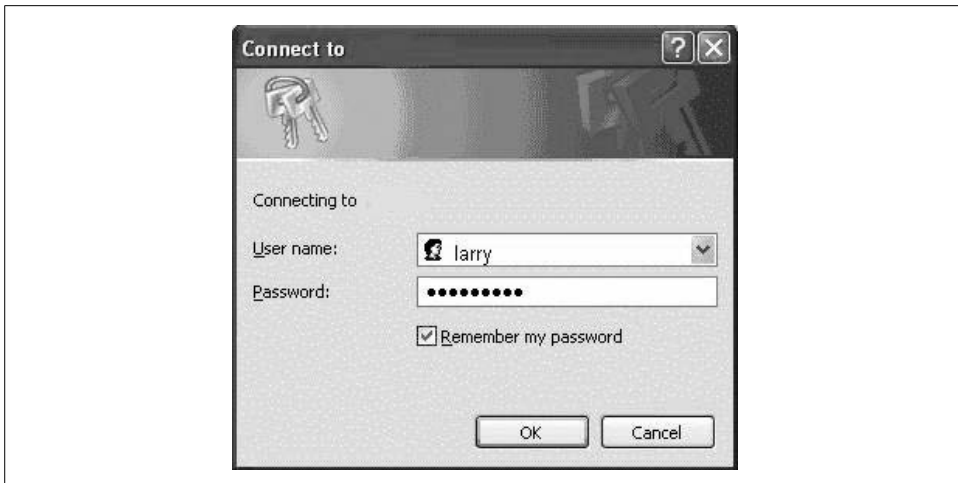 Connect to
Connecting to
User name: larry
Password: •••••••••
Remember my password
OK Cancel